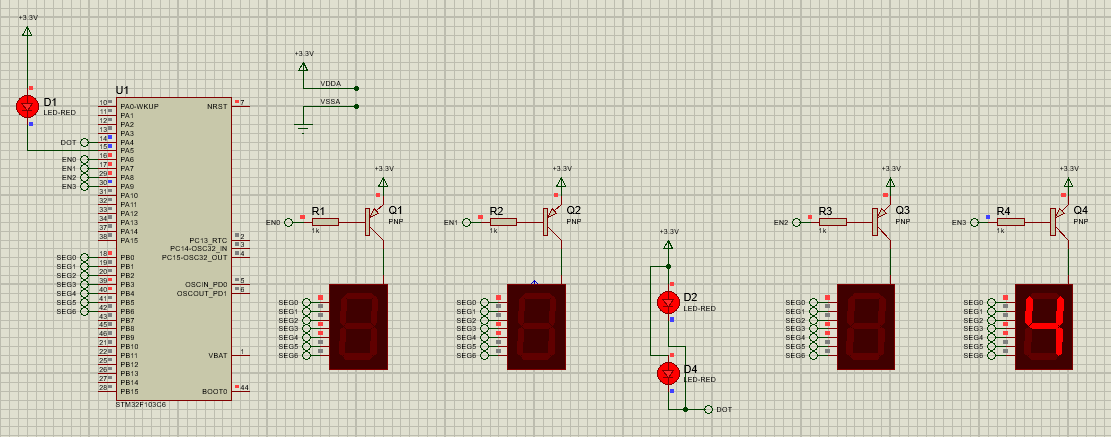 +3.3V
D1
LED-RED
U1
10 PA0-WKUP
11 PA1
12 PA2
13 PA3
14 PA4
15 PA5
16 PA6
17 PA7
29 PA8
30 PA9
31 PA10
32 PA11
33 PA12
34 PA13
37 PA14
38 PA15
18 PB0
19 PB1
20 PB2
39 PB3
40 PB4
41 PB5
42 PB6
43 PB7
45 PB8
46 PB9
21 PB10
22 PB11
25 PB12
26 PB13
27 PB14
28 PB15
NRST 7
PC13_RTC 2
PC14-OSC32_IN 3
PC15-OSC32_OUT 4
OSCIN_PD0 5
OSCOUT_PD1 6
VBAT 1
BOOT0 44
STM32F103C6
DOT
EN0
EN1
EN2
EN3
SEG0
SEG1
SEG2
SEG3
SEG4
SEG5
SEG6
+3.3V
VDDA
VSSA
+3.3V
EN0
R1
1k
Q1
PNP
SEG0
SEG1
SEG2
SEG3
SEG4
SEG5
SEG6
+3.3V
EN1
R2
1k
Q2
PNP
SEG0
SEG1
SEG2
SEG3
SEG4
SEG5
SEG6
+3.3V
D2
LED-RED
D4
LED-RED
DOT
+3.3V
EN2
R3
1k
Q3
PNP
SEG0
SEG1
SEG2
SEG3
SEG4
SEG5
SEG6
+3.3V
EN3
R4
1k
Q4
PNP
SEG0
SEG1
SEG2
SEG3
SEG4
SEG5
SEG6
4